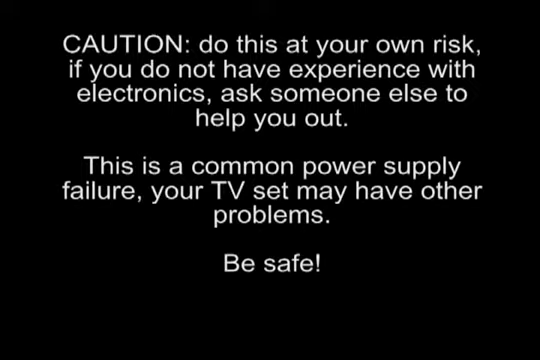 CAUTION: do this at your own risk,
if you do not have experience with
electronics, ask someone else to
help you out.
This is a common power supply
failure, your TV set may have other
problems.
Be safe!